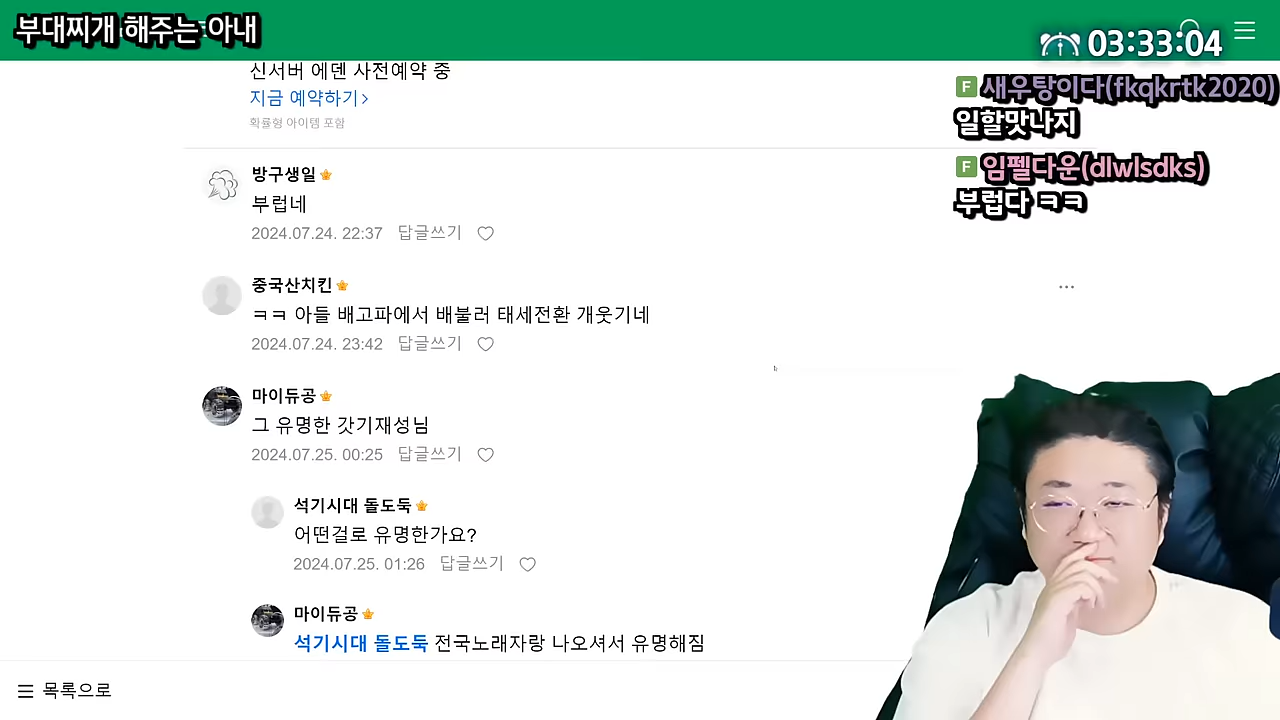 부대찌개 해주는 아내
03:33:04
신서버 에덴 사전예약 중
지금 예약하기>
확률형 아이템 포함
F 새우탕이다(fkqkrtk2020)
일할맛나지
F 임펠다운(dlwlsdks)
부럽다 ㅋㅋ
방구생일
부럽네
2024.07.24. 22:37 답글쓰기
중국산치킨
ㅋㅋ 아들 배고파에서 배불러 태세전환 개웃기네
2024.07.24. 23:42 답글쓰기
마이듀공
그 유명한 갓기재성님
2024.07.25. 00:25 답글쓰기
석기시대 돌도둑
어떤걸로 유명한가요?
2024.07.25. 01:26 답글쓰기
마이듀공
석기시대 돌도둑 전국노래자랑 나오셔서 유명해짐
목록으로